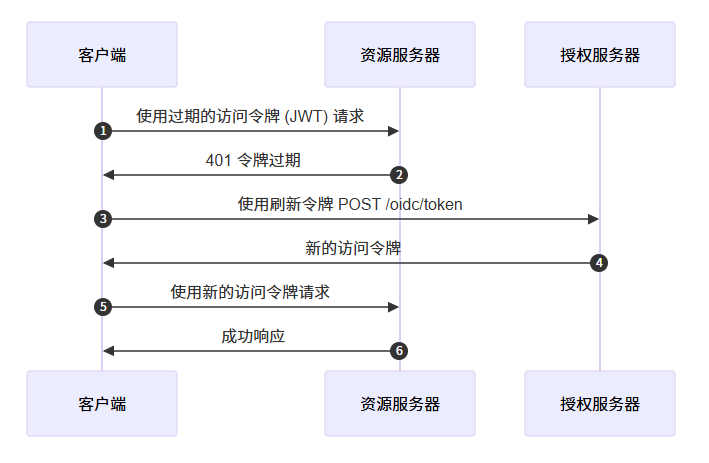 客户端
资源服务器
授权服务器
使用过期的访问令牌 (JWT) 请求
1
401 令牌过期
2
使用刷新令牌 POST /oidc/token
3
新的访问令牌
4
使用新的访问令牌请求
5
成功响应
6
客户端
资源服务器
授权服务器